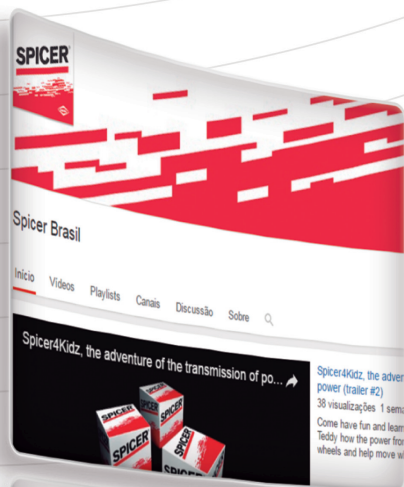 SPICER
Spicer Brasil
Início Vídeos Playlists Canais Discussão Sobre
Spicer4Kidz, the adventure of the transmission of po...
Spicer4Kidz, the adven
power (trailer #2)
38 visualizações 1 sema
Come have fun and learn
Teddy how the power from
wheels and help move w
SPICER
SPICER
SPICER
SPICER